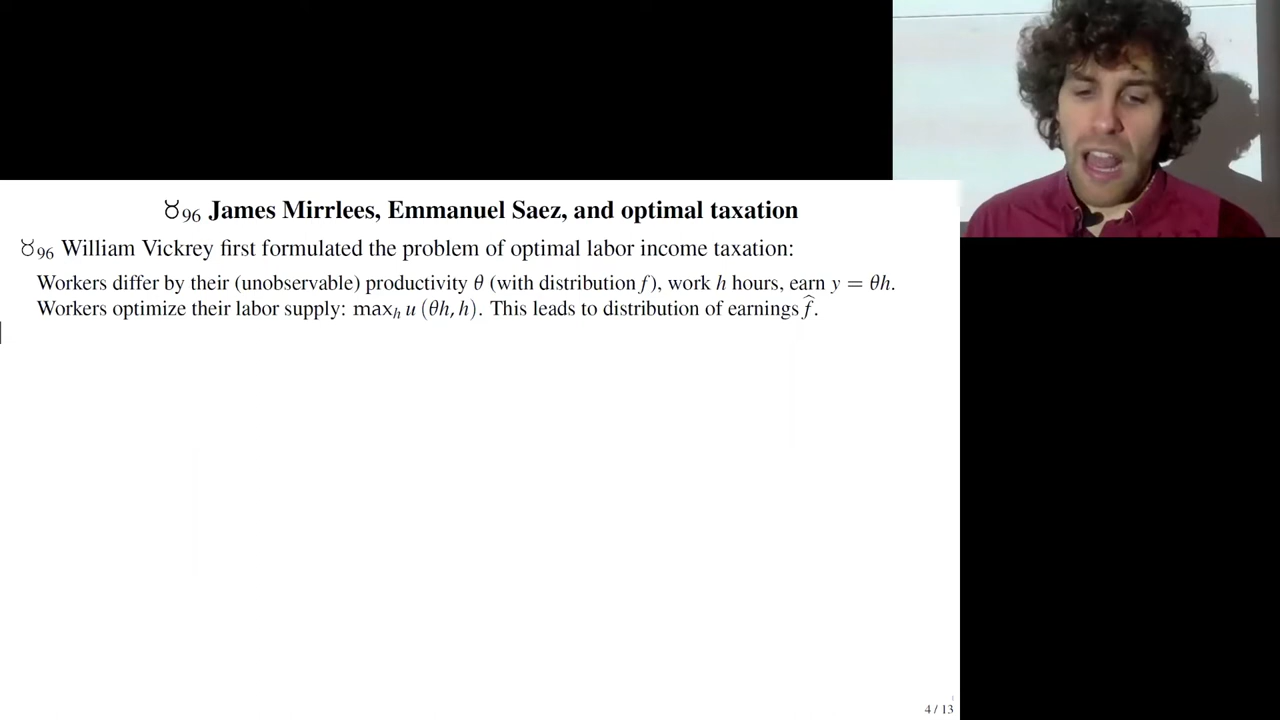 ♉₉₆ James Mirrlees, Emmanuel Saez, and optimal taxation
♉₉₆ William Vickrey first formulated the problem of optimal labor income taxation:
Workers differ by their (unobservable) productivity θ (with distribution f), work h hours, earn y = θh.
Workers optimize their labor supply: maxₕ u (θh, h). This leads to distribution of earnings f̂.
4 / 13